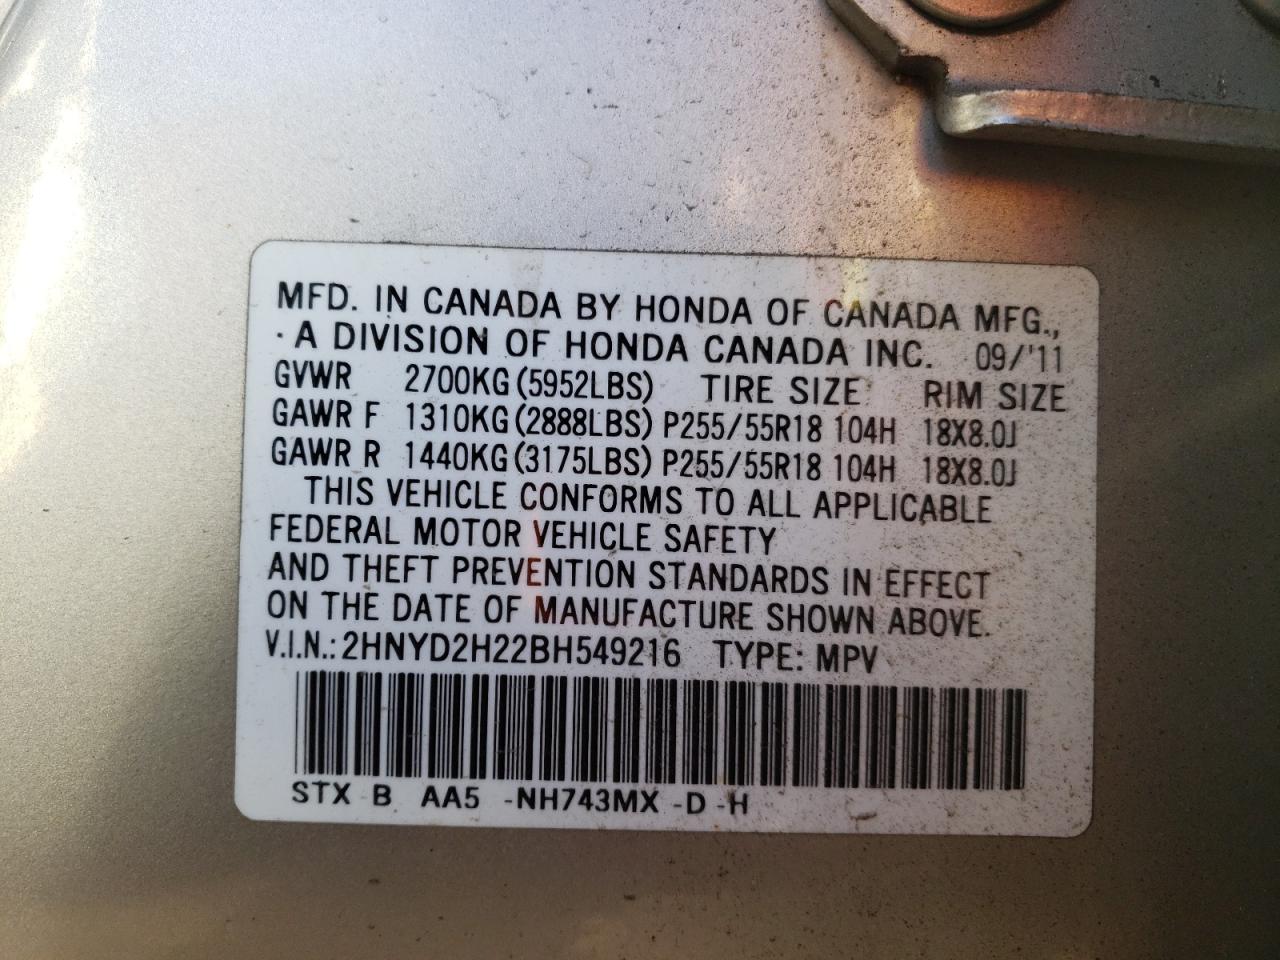 MFD. IN CANADA BY HONDA OF CANADA MFG.,
· A DIVISION OF HONDA CANADA INC. 09/'11
GVWR 2700KG (5952LBS) TIRE SIZE RIM SIZE
GAWR F 1310KG (2888LBS) P255/55R18 104H 18X8.0J
GAWR R 1440KG (3175LBS) P255/55R18 104H 18X8.0J
THIS VEHICLE CONFORMS TO ALL APPLICABLE
FEDERAL MOTOR VEHICLE SAFETY
AND THEFT PREVENTION STANDARDS IN EFFECT
ON THE DATE OF MANUFACTURE SHOWN ABOVE.
V.I.N.: 2HNYD2H22BH549216 TYPE: MPV
STX B AA5 -NH743MX -D -H